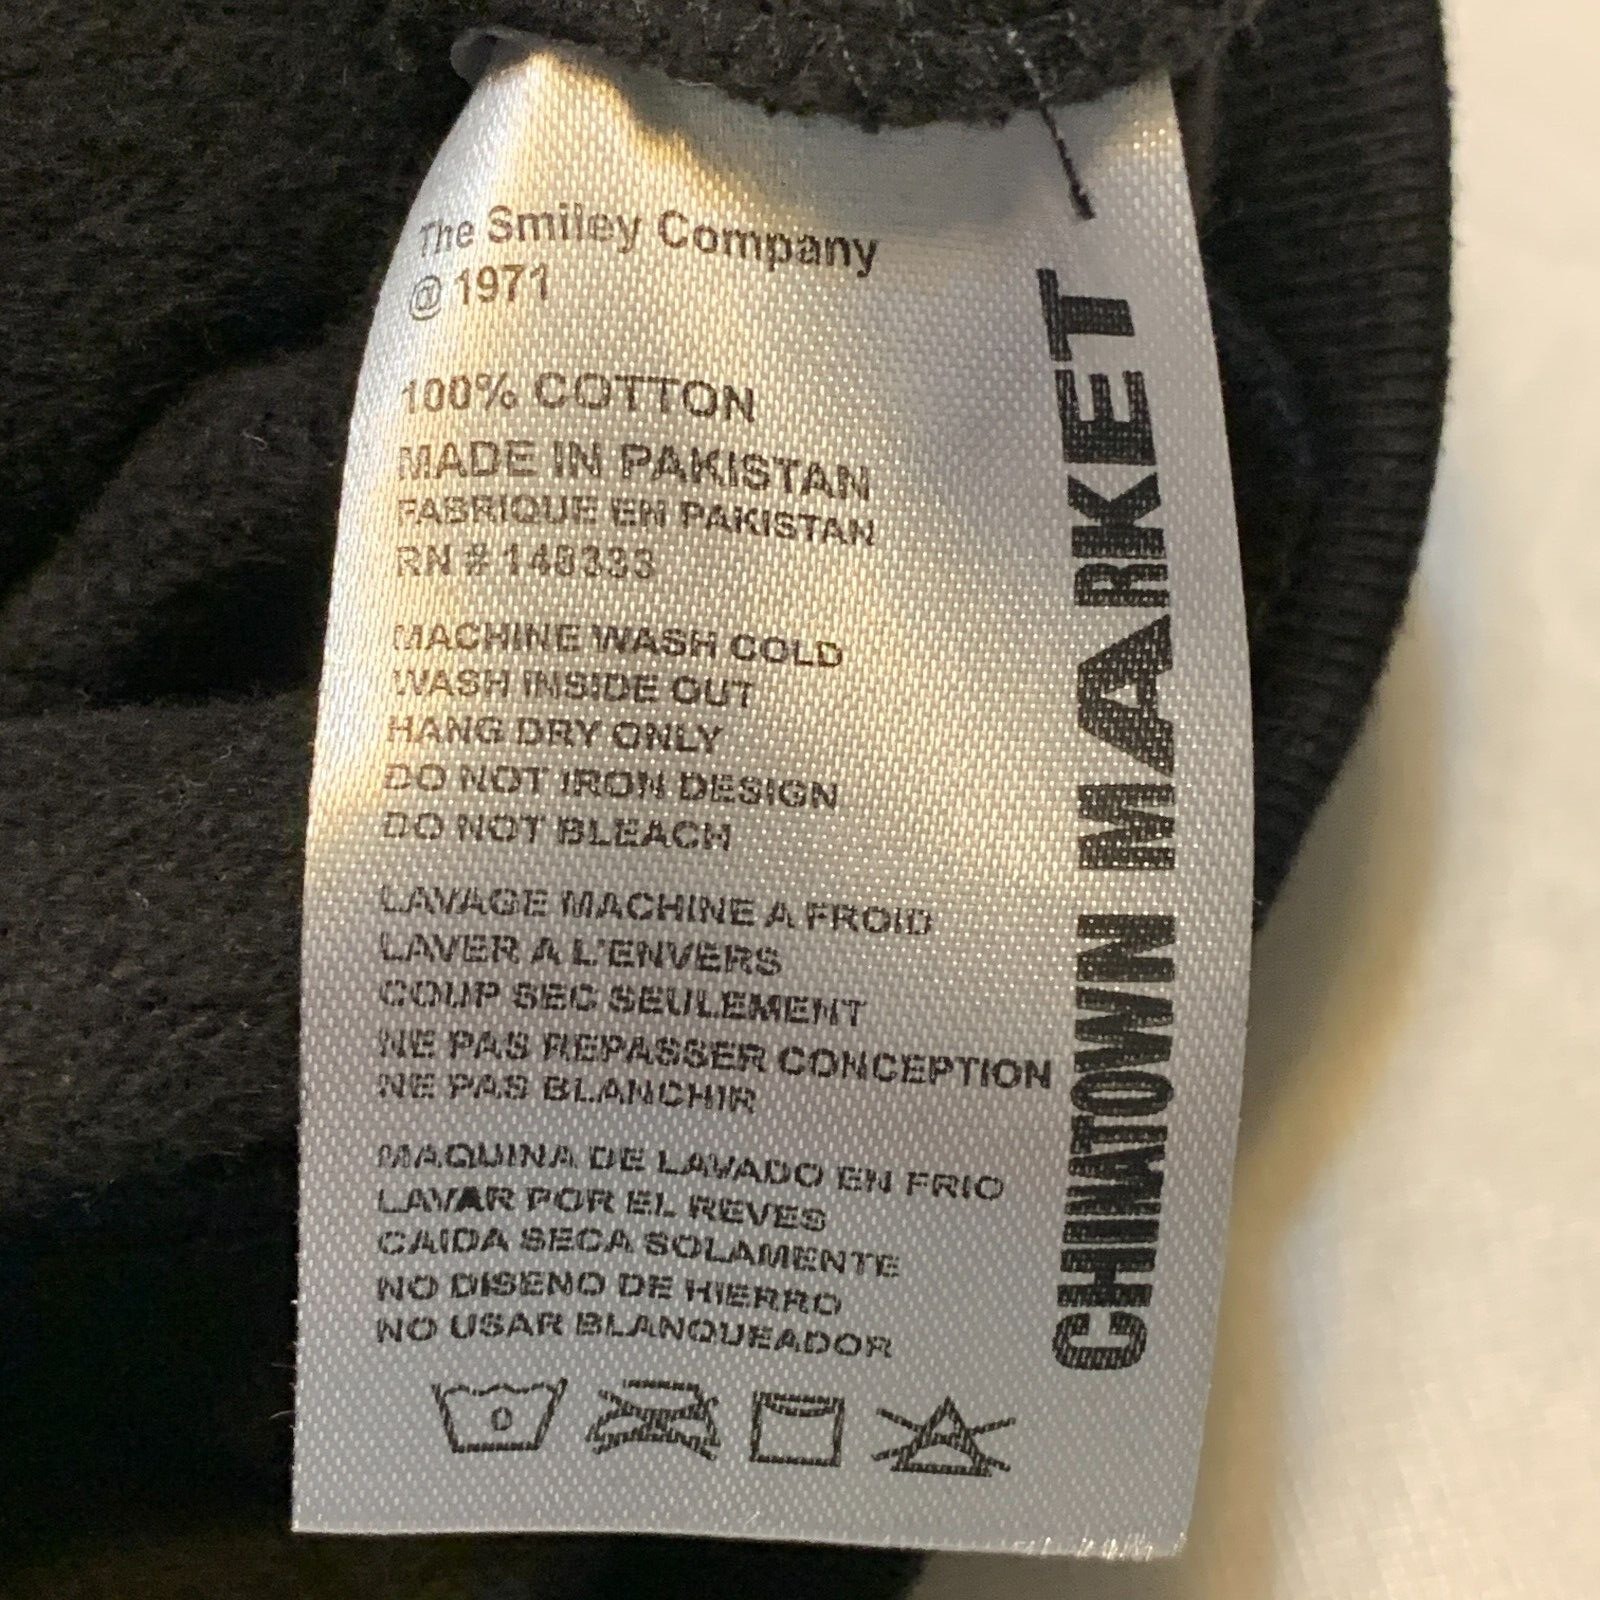 The Smiley Company
@ 1971
100% COTTON
MADE IN PAKISTAN
FABRIQUE EN PAKISTAN
RN # 148333
MACHINE WASH COLD
WASH INSIDE OUT
HANG DRY ONLY
DO NOT IRON DESIGN
DO NOT BLEACH
LAVAGE MACHINE A FROID
LAVER A L'ENVERS
COUP SEC SEULEMENT
NE PAS REPASSER CONCEPTION
NE PAS BLANCHIR
MAQUINA DE LAVADO EN FRIO
LAVAR POR EL REVES
CAIDA SECA SOLAMENTE
NO DISENO DE HIERRO
NO USAR BLANQUEADOR
CHINATOWN MARKET